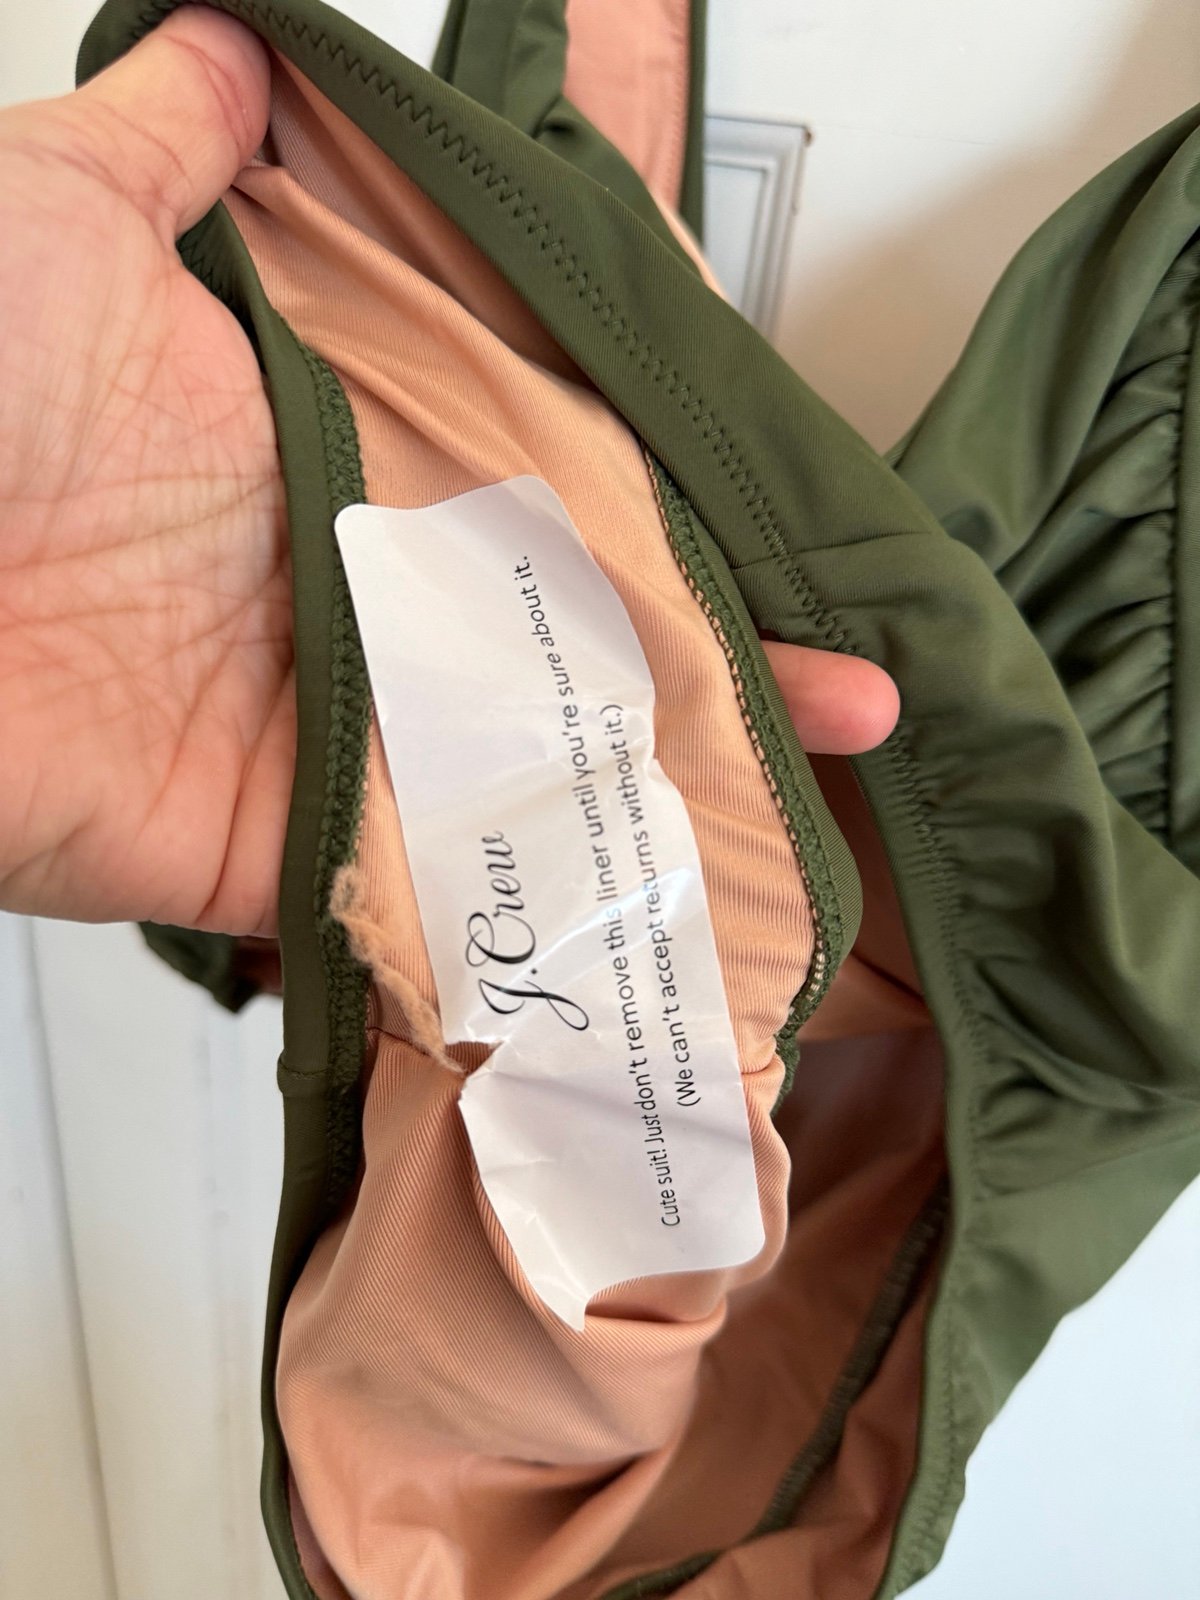 J.Crew
Cute suit! Just don't remove this liner until you're sure about it.
(We can't accept returns without it.)